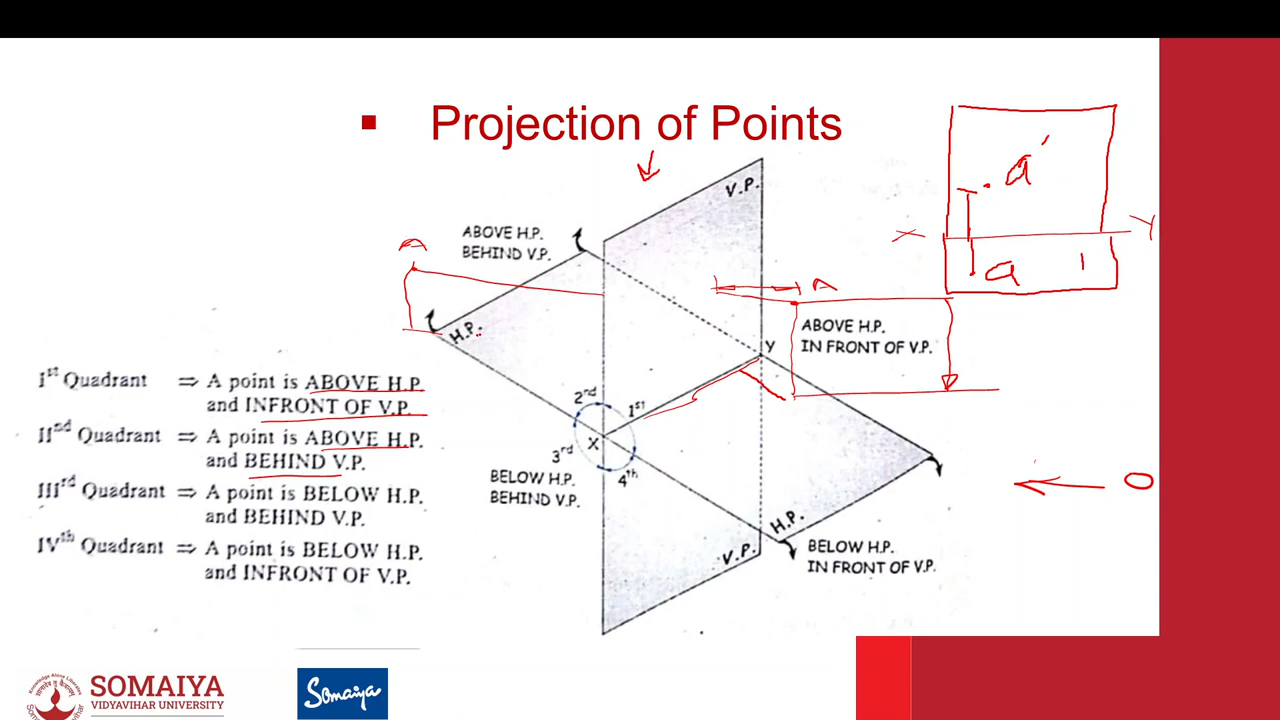 ▪ Projection of Points
V.P.
ABOVE H.P.
BEHIND V.P.
H.P.
A
A
a'
X
Y
a
ABOVE H.P.
IN FRONT OF V.P.
Y
2nd
1st
X
3rd
4th
BELOW H.P.
BEHIND V.P.
Ist Quadrant ⇒ A point is ABOVE H.P.
and INFRONT OF V.P.
IInd Quadrant ⇒ A point is ABOVE H.P.
and BEHIND V.P.
IIIrd Quadrant ⇒ A point is BELOW H.P.
and BEHIND V.P.
IVth Quadrant ⇒ A point is BELOW H.P.
and INFRONT OF V.P.
H.P.
V.P.
BELOW H.P.
IN FRONT OF V.P.
O
SOMAIYA
VIDYAVIHAR UNIVERSITY
Somaiya